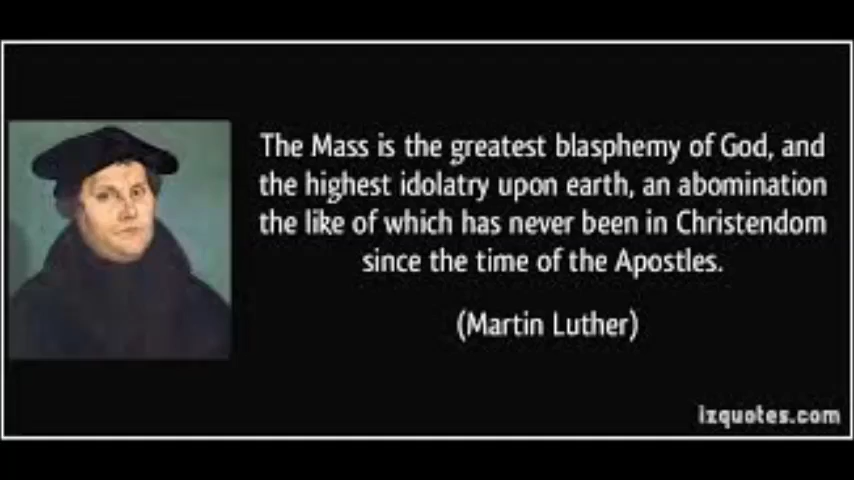 The Mass is the greatest blasphemy of God, and
the highest idolatry upon earth, an abomination
the like of which has never been in Christendom
since the time of the Apostles.
(Martin Luther)
izquotes.com